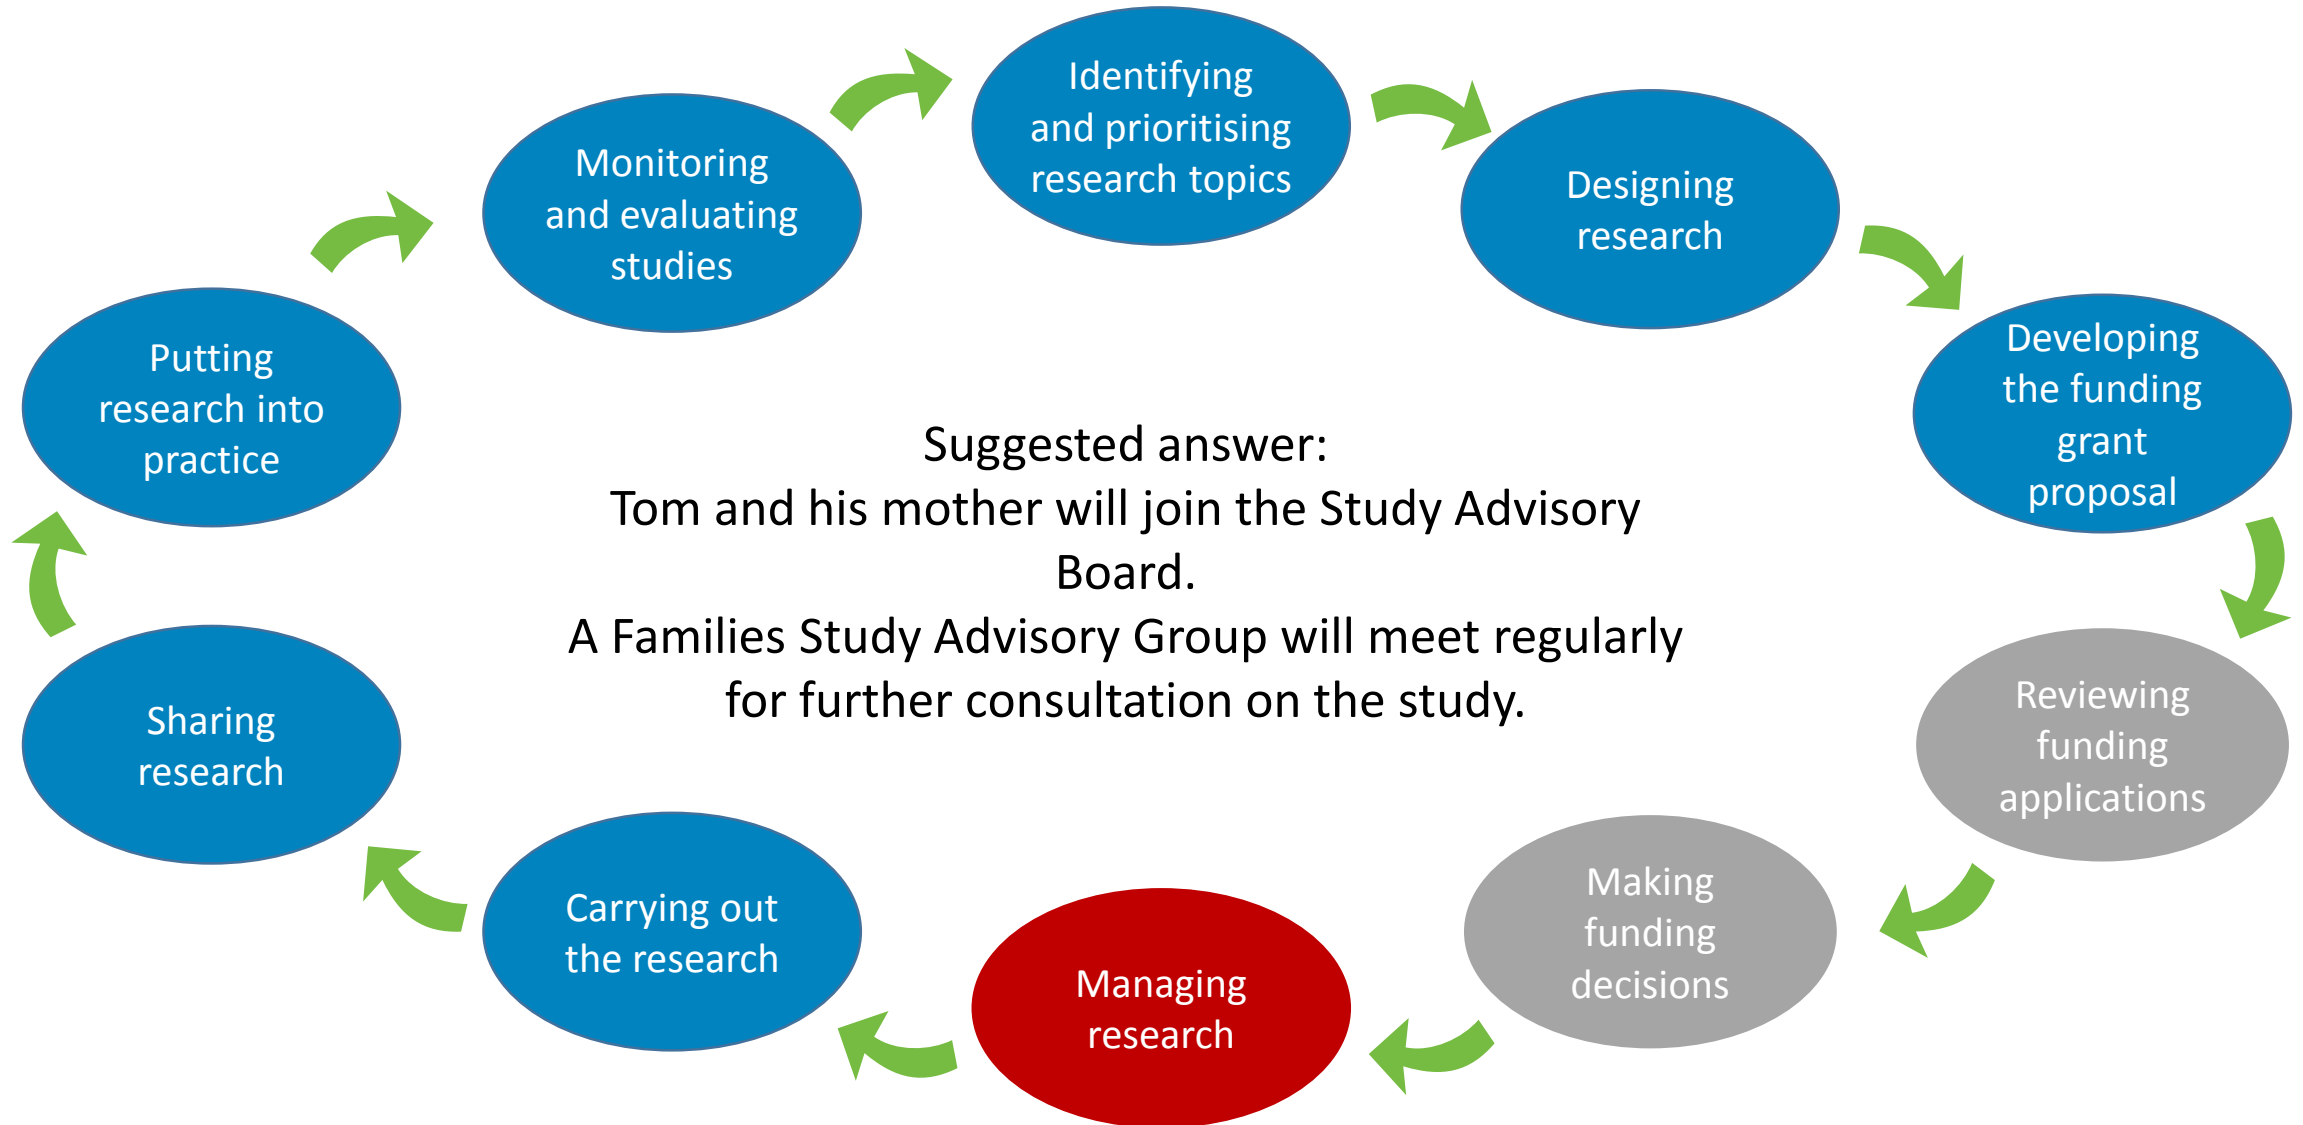 Identifying
and prioritising
research topics
Designing
research
Developing
the funding
grant
proposal
Reviewing
funding
applications
Making
funding
decisions
Managing
research
Carrying out
the research
Sharing
research
Putting
research into
practice
Monitoring
and evaluating
studies
Suggested answer:
Tom and his mother will join the Study Advisory
Board.
A Families Study Advisory Group will meet regularly
for further consultation on the study.